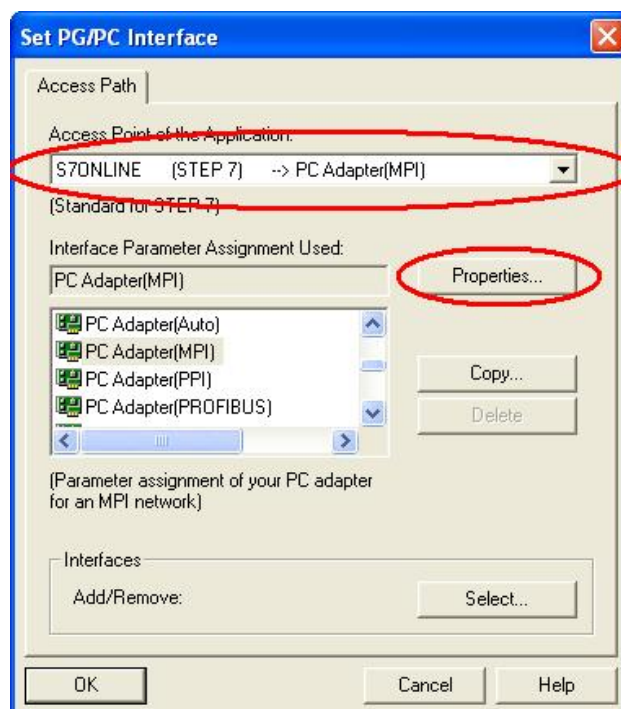 Set PG/PC Interface
Access Path
Access Point of the Application:
S7ONLINE (STEP 7) --> PC Adapter(MPI)
(Standard for STEP 7)
Interface Parameter Assignment Used:
PC Adapter(MPI)
Properties...
PC Adapter(Auto)
PC Adapter(MPI)
PC Adapter(PPI)
PC Adapter(PROFIBUS)
Copy...
Delete
(Parameter assignment of your PC adapter
for an MPI network)
Interfaces
Add/Remove:
Select...
OK
Cancel
Help